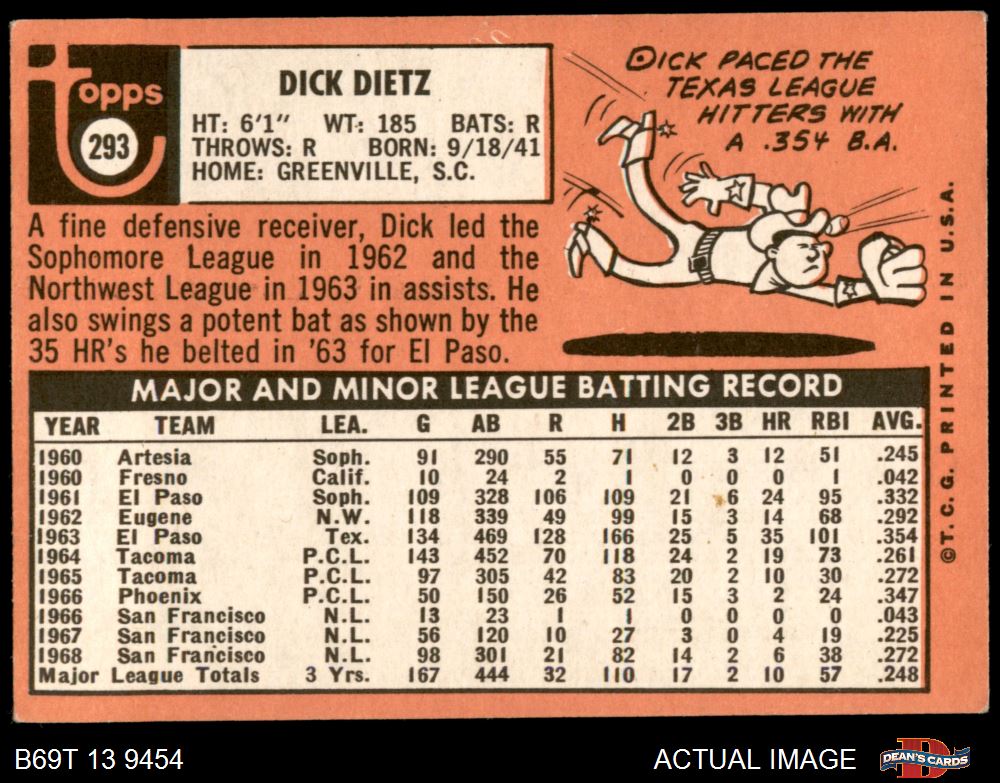 Topps
293
DICK DIETZ
HT: 6'1" WT: 185 BATS: R
THROWS: R BORN: 9/18/41
HOME: GREENVILLE, S.C.
DICK PACED THE
TEXAS LEAGUE
HITTERS WITH
A .354 B.A.
A fine defensive receiver, Dick led the
Sophomore League in 1962 and the
Northwest League in 1963 in assists. He
also swings a potent bat as shown by the
35 HR's he belted in '63 for El Paso.
©T.C.G. PRINTED IN U.S.A.
MAJOR AND MINOR LEAGUE BATTING RECORD
YEAR TEAM LEA. G AB R H 2B 3B HR RBI AVG.
1960 Artesia Soph. 91 290 55 71 12 3 12 51 .245
1960 Fresno Calif. 10 24 2 1 0 0 0 1 .042
1961 El Paso Soph. 109 328 106 109 21 6 24 95 .332
1962 Eugene N.W. 118 339 49 99 15 3 14 68 .292
1963 El Paso Tex. 134 469 128 166 25 5 35 101 .354
1964 Tacoma P.C.L. 143 452 70 118 24 2 19 73 .261
1965 Tacoma P.C.L. 97 305 42 83 20 2 10 30 .272
1966 Phoenix P.C.L. 50 150 26 52 15 3 2 24 .347
1966 San Francisco N.L. 13 23 1 1 0 0 0 0 .043
1967 San Francisco N.L. 56 120 10 27 3 0 4 19 .225
1968 San Francisco N.L. 98 301 21 82 14 2 6 38 .272
Major League Totals 3 Yrs. 167 444 32 110 17 2 10 57 .248
B69T 13 9454
ACTUAL IMAGE
DEAN'S CARDS